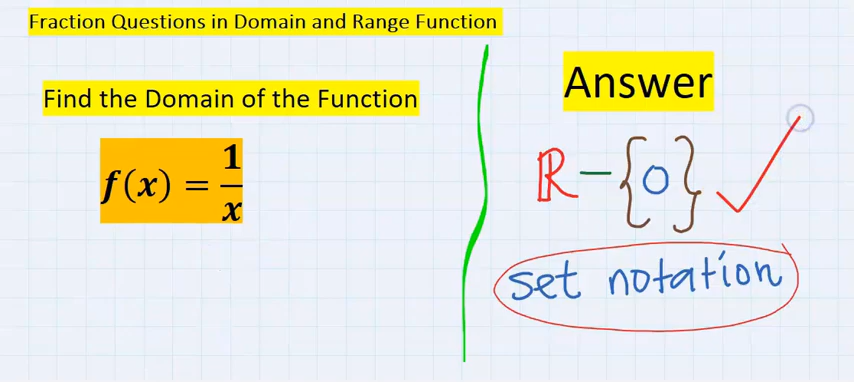 Fraction Questions in Domain and Range Function
Find the Domain of the Function
f(x) = 1/x
Answer
ℝ - {0}
set notation